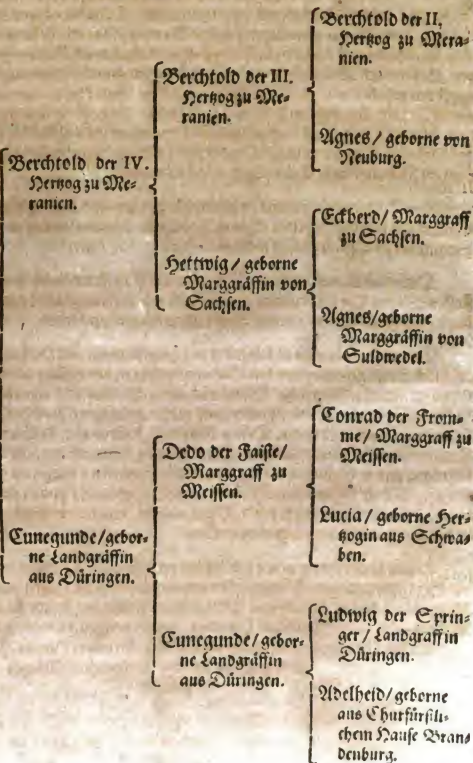 Berchtold der IV.
Hertzog zu Me-
ranien.
Berchtold der III.
Hertzog zu Me-
ranien.
Berchtold der II,
Hertzog zu Mera-
nien.
Agnes / geborne von
Neuburg.
Hettwig / geborne
Marggräffin von
Sachsen.
Eckberd / Marggraff
zu Sachsen.
Agnes/geborne
Marggräffin von
Suldwedel.
Cunegunde/gebor-
ne Landgräffin
aus Düringen.
Dedo der Faiste/
Marggraff zu
Meissen.
Conrad der From-
me / Marggraff zu
Meissen.
Lucia / geborne Her-
tzogin aus Schwa-
ben.
Cunegunde/gebor-
ne Landgräffin
aus Düringen.
Ludwig der Sprin-
ger / Landgraff in
Düringen.
Adelheid/geborne
aus Churfürstli-
chem Hause Bran-
denburg.